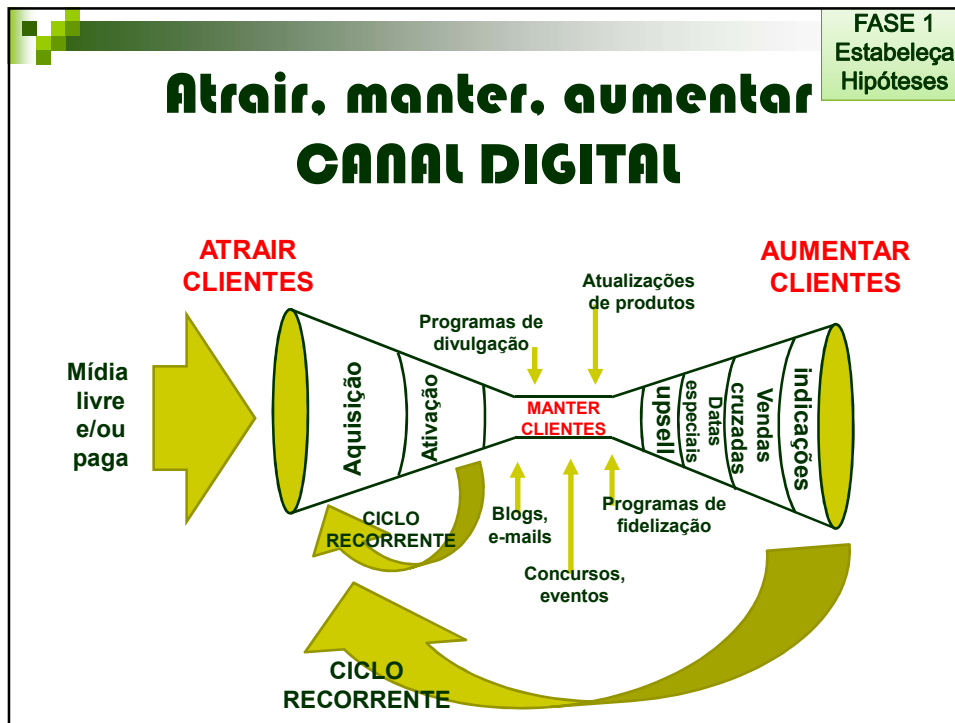 FASE 1
Estabeleça
Hipóteses
Atrair, manter, aumentar
CANAL DIGITAL
ATRAIR
CLIENTES
AUMENTAR
CLIENTES
Atualizações
de produtos
Programas de
divulgação
Mídia
livre
e/ou
paga
Aquisição
Ativação
MANTER
CLIENTES
upsell
Datas
especiais
Vendas
cruzadas
indicações
CICLO
RECORRENTE
Blogs,
e-mails
Programas de
fidelização
Concursos,
eventos
CICLO
RECORRENTE